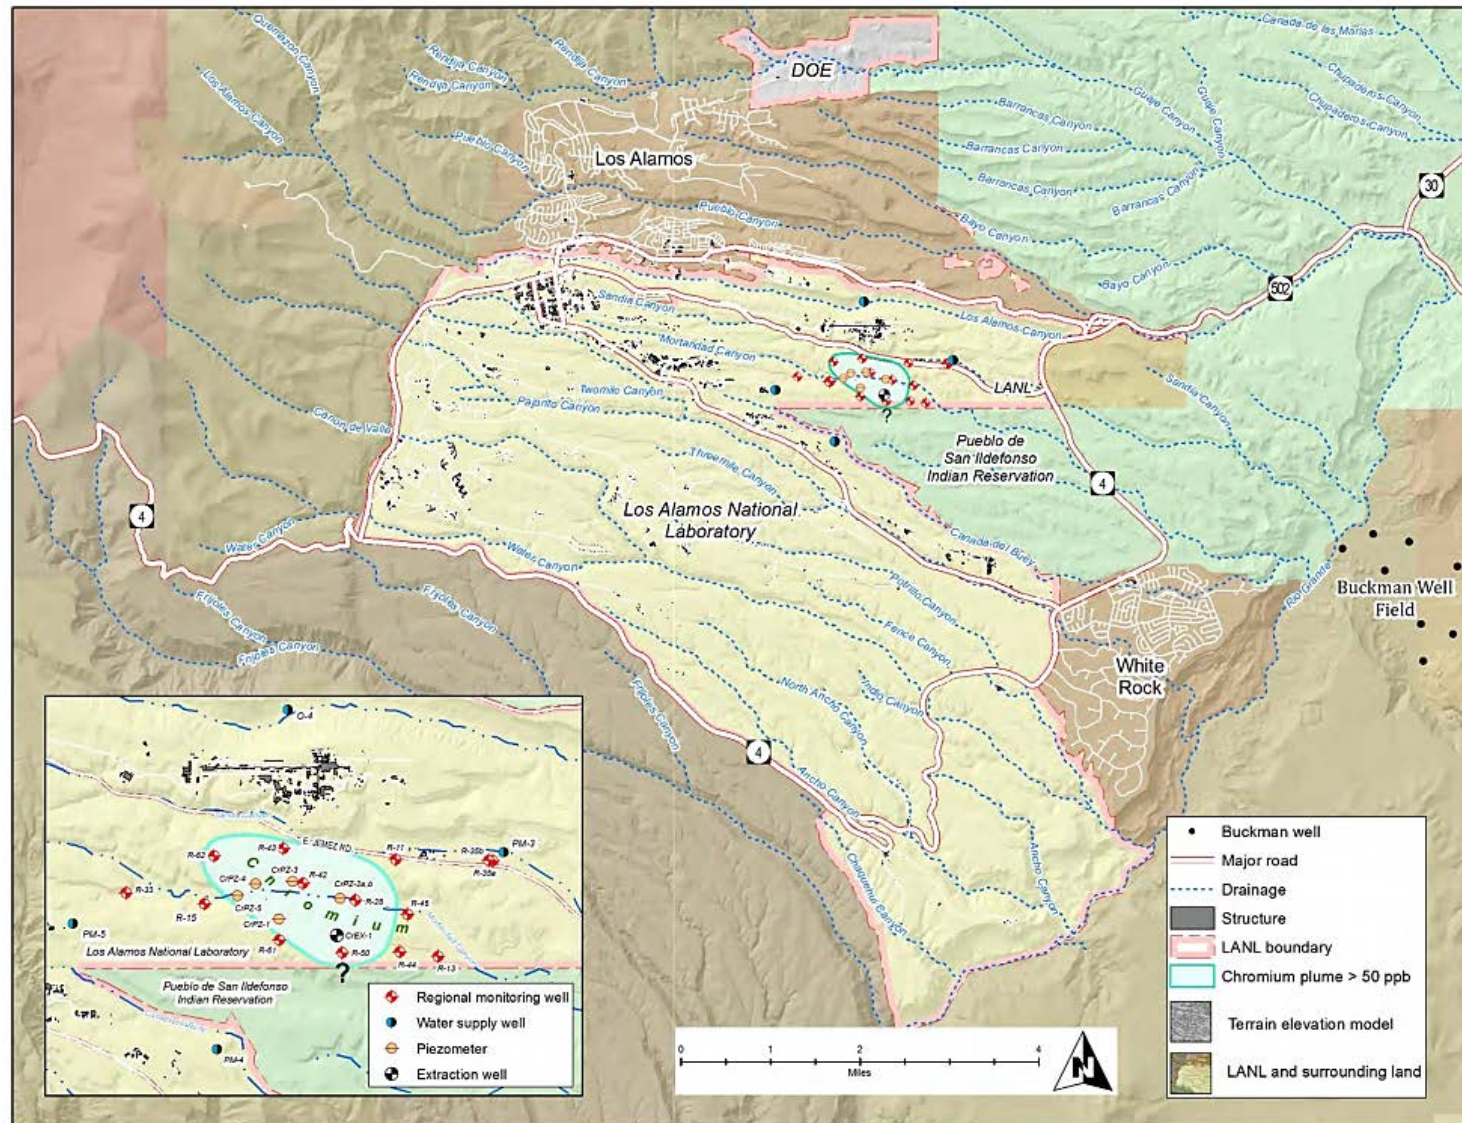 Quemazon Canyon
Los Alamos Canyon
Rendija Canyon
Rendija Canyon
Rendija Canyon
DOE
Canada de las Marias
Chupaderos Canyon
Chupaderos Canyon
Guaje Canyon
Guaje Canyon
Barrancas Canyon
Barrancas Canyon
Barrancas Canyon
Barrancas Canyon
Pueblo Canyon
Los Alamos
Pueblo Canyon
Bayo Canyon
Bayo Canyon
30
502
Sandia Canyon
Los Alamos Canyon
Mortandad Canyon
LANL
Sandia Canyon
Twomile Canyon
Pajarito Canyon
Canon de Valle
?
Pueblo de
San Ildefonso
Indian Reservation
Threemile Canyon
4
4
Los Alamos National
Laboratory
Water Canyon
Water Canyon
Canada del Buey
Potrillo Canyon
Fence Canyon
Rio Grande
Buckman Well
Field
Frijoles Canyon
Frijoles Canyon
Frijoles Canyon
Frijoles Canyon
White
Rock
North Ancho Canyon
Indio Canyon
4
Ancho Canyon
Ancho Canyon
Chaquehui Canyon
O-4
E. JEMEZ RD.
R-62
R-43
R-11
R-35b
PM-3
R-35a
CrPZ-4
CrPZ-3
R-42
CrPZ-2a,b
R-33
R-15
CrPZ-5
R-28
R-45
Chromium
CrPZ-1
CrEX-1
PM-5
R-61
R-50
R-44
R-13
Los Alamos National Laboratory
?
Pueblo de San Ildefonso
Indian Reservation
PM-4
Regional monitoring well
Water supply well
Piezometer
Extraction well
0
2
4
Miles
N
Buckman well
Major road
Drainage
Structure
LANL boundary
Chromium plume > 50 ppb
Terrain elevation model
LANL and surrounding land